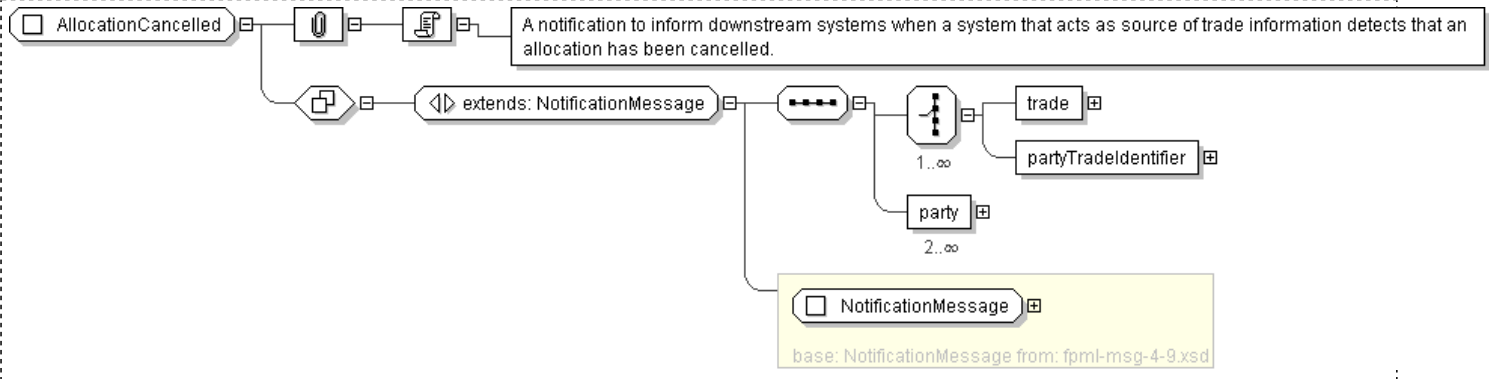 AllocationCancelled
A notification to inform downstream systems when a system that acts as source of trade information detects that an
allocation has been cancelled.
extends: NotificationMessage
trade
partyTradeIdentifier
1..∞
party
2..∞
NotificationMessage
base: NotificationMessage from: fpml-msg-4-9.xsd